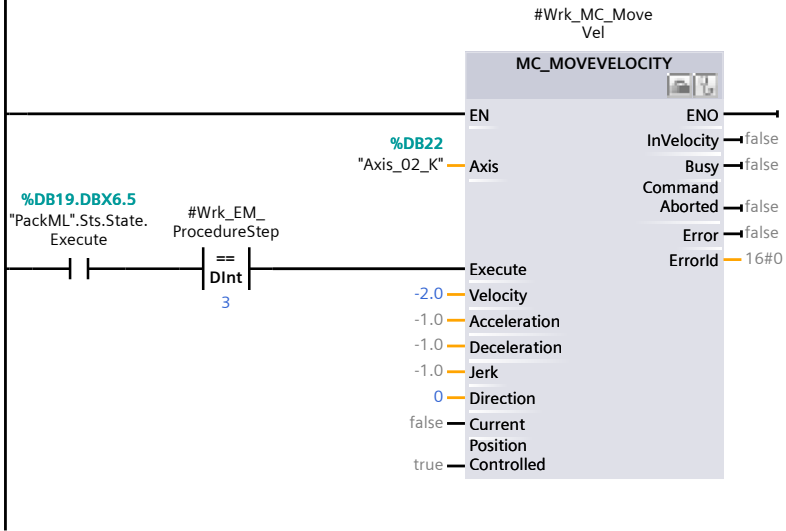 #Wrk_MC_Move
Vel
MC_MOVEVELOCITY
EN
ENO
InVelocity
false
%DB22
"Axis_02_K"
Axis
Busy
false
Command
Aborted
false
%DB19.DBX6.5
"PackML".Sts.State.
Execute
#Wrk_EM_
ProcedureStep
Error
false
==
DInt
3
Execute
ErrorId
16#0
-2.0
Velocity
-1.0
Acceleration
-1.0
Deceleration
-1.0
Jerk
0
Direction
false
Current
Position
true
Controlled